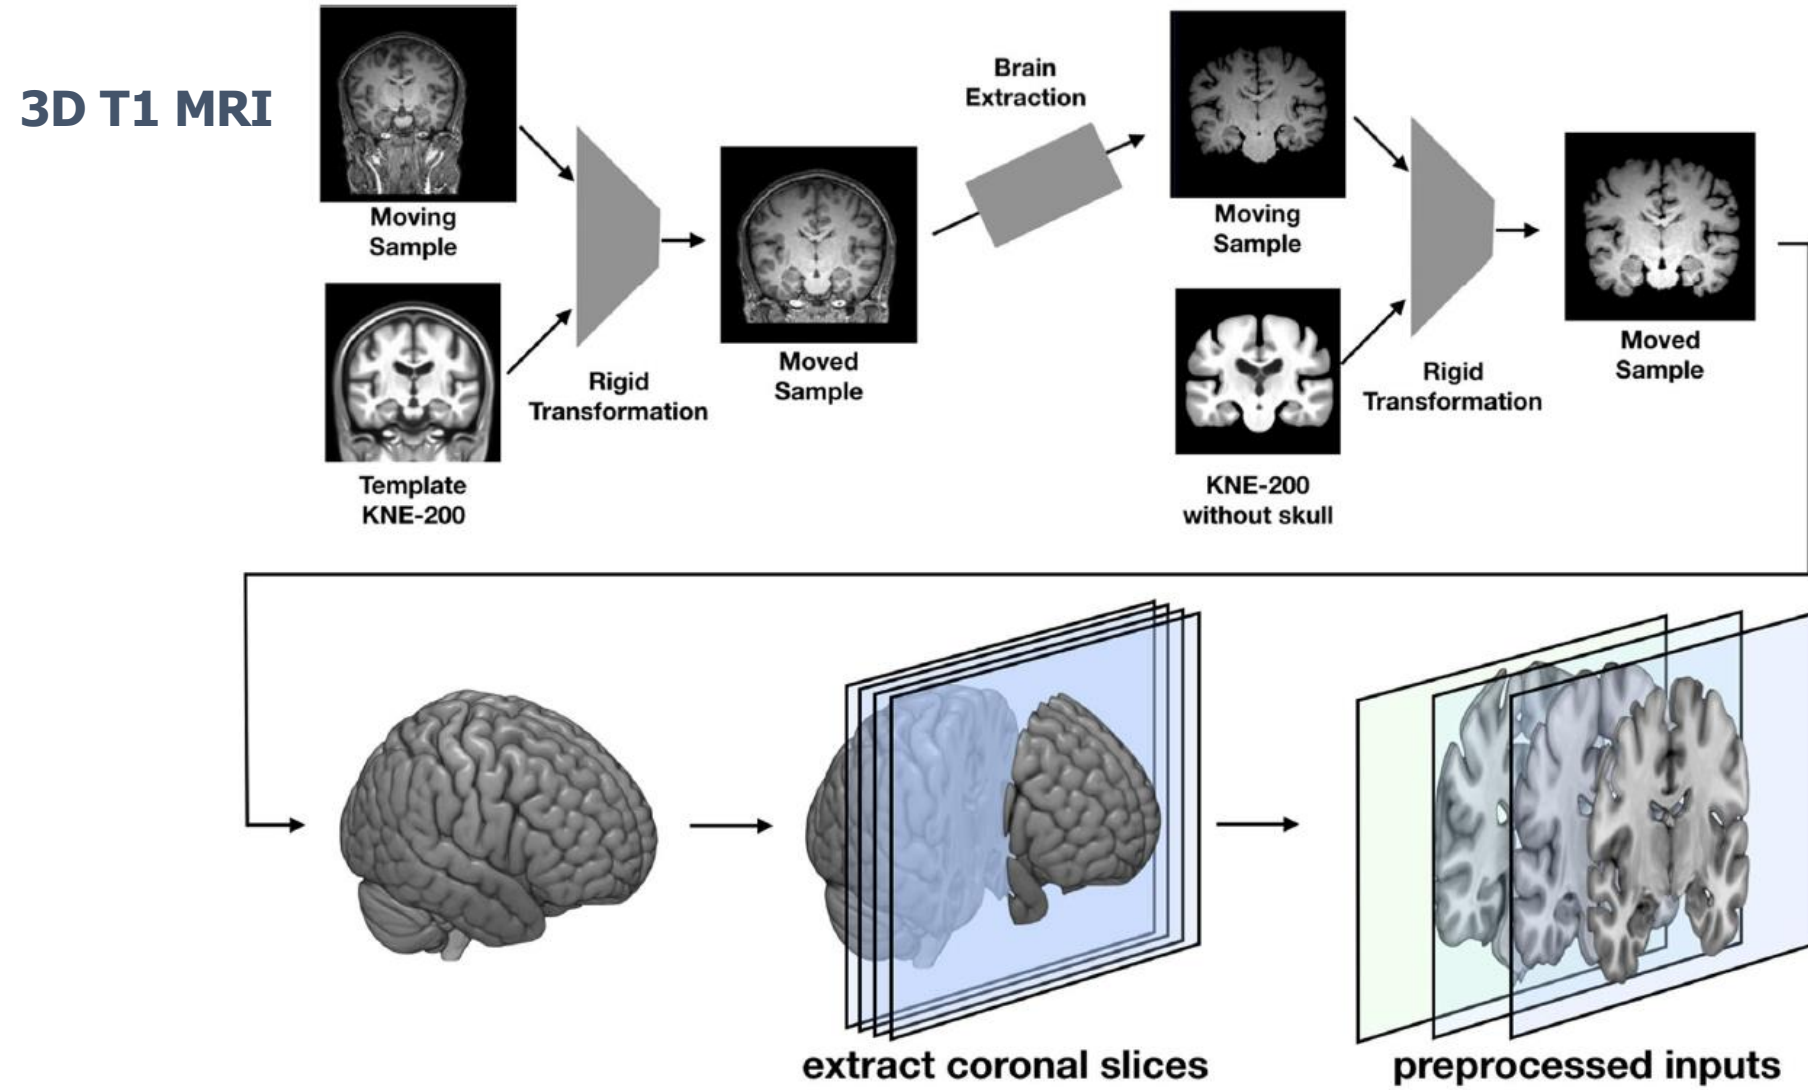 3D T1 MRI
Moving
Sample
Template
KNE-200
Rigid
Transformation
Moved
Sample
Brain
Extraction
Moving
Sample
KNE-200
without skull
Rigid
Transformation
Moved
Sample
extract coronal slices
preprocessed inputs